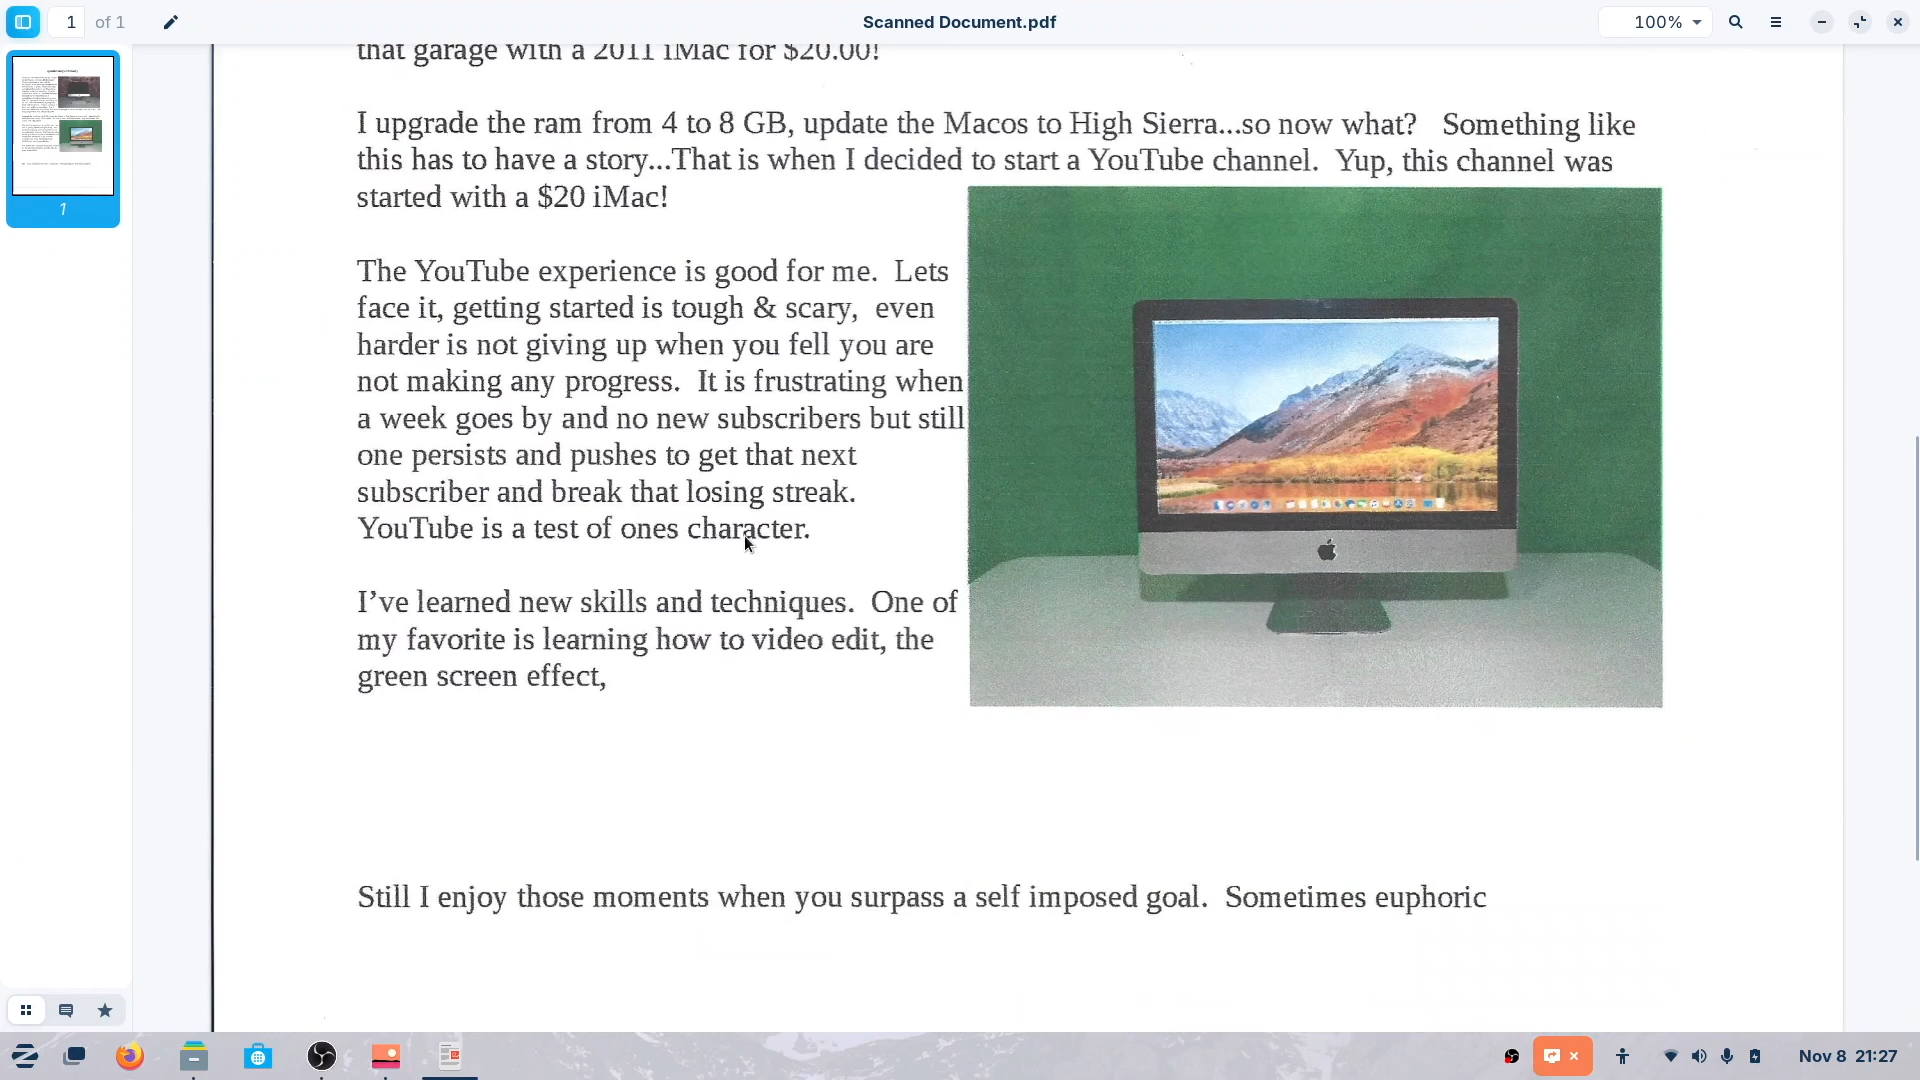 1 of 1
Scanned Document.pdf
100%
1
that garage with a 2011 iMac for $20.00!
I upgrade the ram from 4 to 8 GB, update the Macos to High Sierra...so now what?   Something like
this has to have a story...That is when I decided to start a YouTube channel.  Yup, this channel was
started with a $20 iMac!
The YouTube experience is good for me.  Lets
face it, getting started is tough & scary,  even
harder is not giving up when you fell you are
not making any progress.  It is frustrating when
a week goes by and no new subscribers but still
one persists and pushes to get that next
subscriber and break that losing streak.
YouTube is a test of ones character.
I’ve learned new skills and techniques.  One of
my favorite is learning how to video edit, the
green screen effect,
Still I enjoy those moments when you surpass a self imposed goal.  Sometimes euphoric
Nov 8  21:27